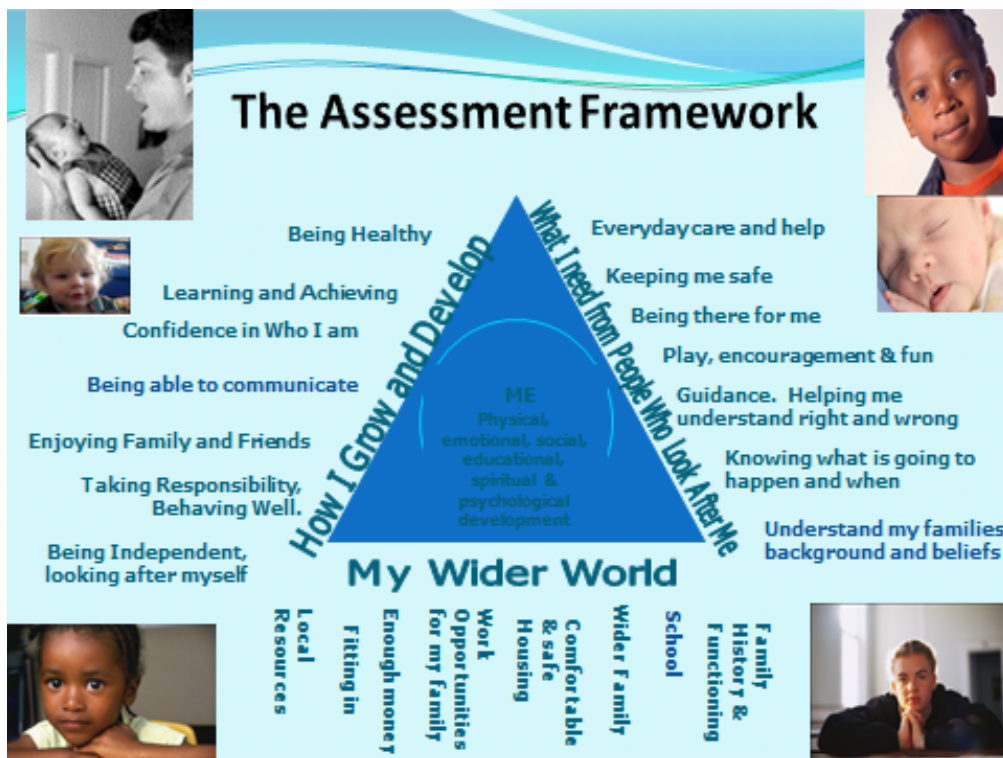 The Assessment Framework
Being Healthy
Learning and Achieving
Confidence in Who I am
Being able to communicate
Enjoying Family and Friends
Taking Responsibility,
Behaving Well.
Being Independent,
looking after myself
How I Grow and Develop
ME
Physical,
emotional, social,
educational,
spiritual &
psychological
development
What I need from People Who Look After Me
Everyday care and help
Keeping me safe
Being there for me
Play, encouragement & fun
Guidance. Helping me
understand right and wrong
Knowing what is going to
happen and when
Understand my families
background and beliefs
My Wider World
Local
Resources
Fitting in
Enough money
for my family
Work
Opportunities
Comfortable
& safe
Housing
Wider Family
School
Family
History &
Functioning